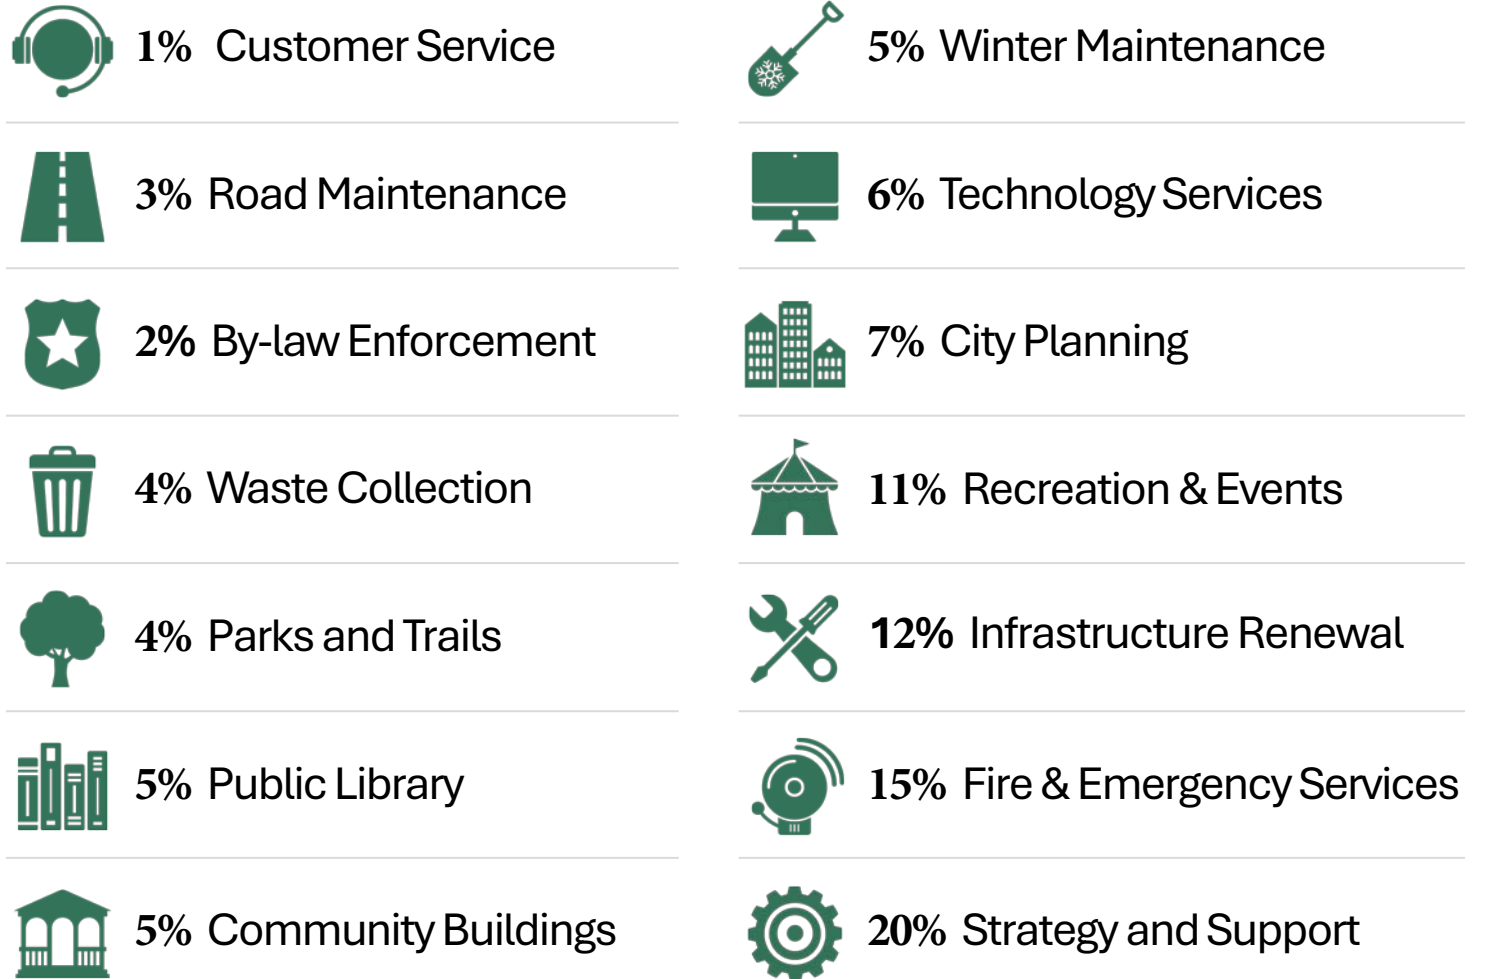 1% Customer Service
3% Road Maintenance
2% By-law Enforcement
4% Waste Collection
4% Parks and Trails
5% Public Library
5% Community Buildings
5% Winter Maintenance
6% Technology Services
7% City Planning
11% Recreation & Events
12% Infrastructure Renewal
15% Fire & Emergency Services
20% Strategy and Support